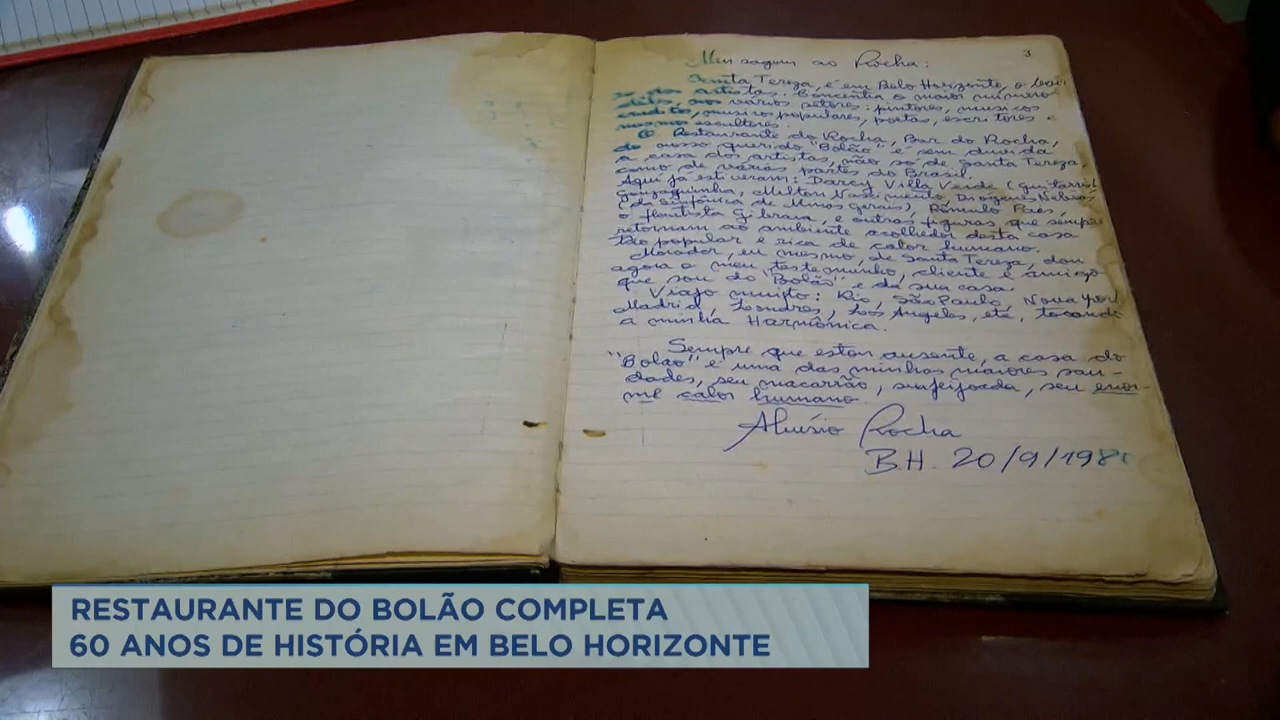 3
Mensagem ao Rocha:
Santa Tereza, é em Belo Horizonte, o
dos artistas. Concentra o maior número
deles, nos vários setores: pintores, músicos
eruditos, músicos populares, poetas, escritores e
mesmo escultores.
O Restaurante do Rocha, Bar do Rocha,
do nosso querido "Bolão" é sem duvida
a casa dos artistas, não só de Santa Tereza,
como de várias partes do Brasil.
Aqui já estiveram: Darcy Villa Verde (Guitarrista
Gonzaguinha, Milton Nascimento,
(da Sinfônica de Minas Gerais), Rômulo Paes,
o flautista Gibram, e outras figuras que sempre
retornam ao ambiente acolhedor desta casa
tão popular e rica de calor humano.
Morador, eu mesmo, de Santa Tereza, dou
agora o meu testemunho, cliente e amigo
que sou do "Bolão" e da sua casa.
Viajo muito: Rio, São Paulo, Nova York
Madrid, Londres, Los Angeles, etc, tocando
a minha Harmônica.
Sempre que estou ausente, a casa do
"Bolão" é uma das minhas maiores sau-
dades, seu macarrão, sua feijoada, seu enor-
me calor humano.
Aluísio Rocha
B.H. 20/9/198
RESTAURANTE DO BOLÃO COMPLETA
60 ANOS DE HISTÓRIA EM BELO HORIZONTE